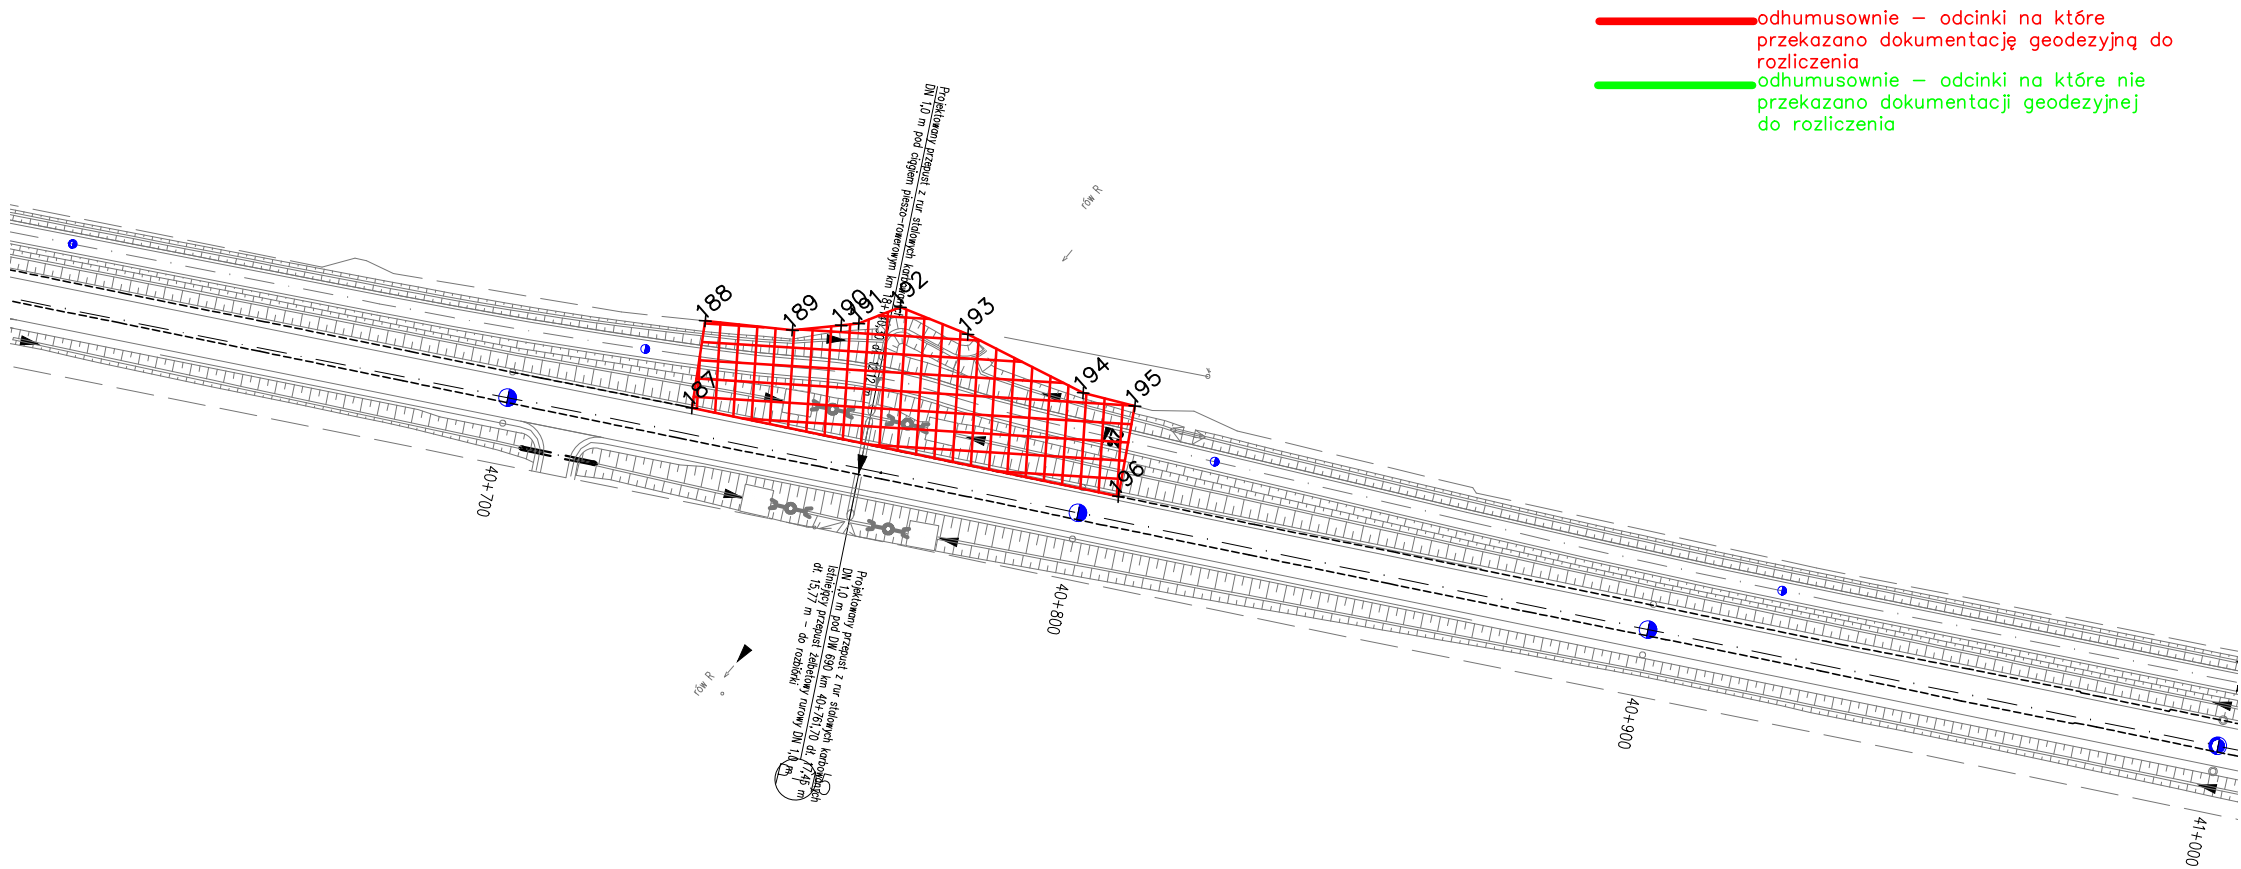 odhumusownie – odcinki na które
przekazano dokumentację geodezyjną do
rozliczenia
odhumusownie – odcinki na które nie
przekazano dokumentacji geodezyjnej
do rozliczenia
Projektowany przepust z rur stalowych karbowanych
DN 1,0 m pod ciągiem pieszo-rowerowym km
rów R
188
189
190
191
192
193
194
195
187
196
40+700
40+800
40+900
41+000
Projektowany przepust z rur stalowych karbowanych
DN 1,0 m pod DW 690 km 40+761,70 dł. 17,45 m
Istniejący przepust żelbetowy rurowy DN 1,0 m
dł. 15,77 m – do rozbiórki
rów R